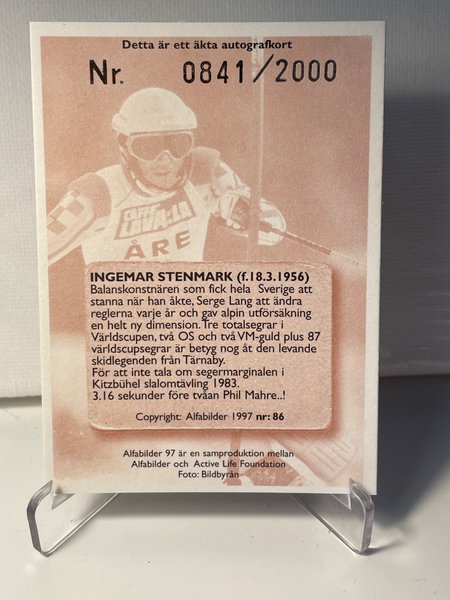 Detta är ett äkta autografkort
Nr. 0841/2000
LAVA:LA
ÅRE
INGEMAR STENMARK (f.18.3.1956)
Balanskonstnären som fick hela Sverige att
stanna när han åkte, Serge Lang att ändra
reglerna varje år och gav alpin utförsåkning
en helt ny dimension. Tre totalsegrar i
Världscupen, två OS och två VM-guld plus 87
världscupsegrar är betyg nog åt den levande
skidlegenden från Tärnaby.
För att inte tala om segermarginalen i
Kitzbühel slalomtävling 1983.
3.16 sekunder före tvåan Phil Mahre..!
Copyright: Alfabilder 1997 nr: 86
Alfabilder 97 är en samproduktion mellan
Alfabilder och Active Life Foundation
Foto: Bildbyrån